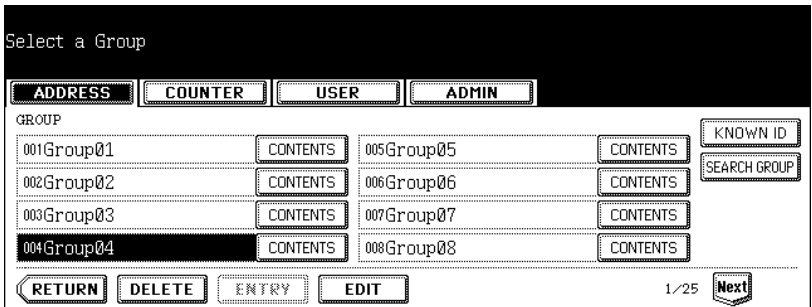 Select a Group
ADDRESS COUNTER USER ADMIN
GROUP
001Group01 CONTENTS 005Group05 CONTENTS KNOWN ID
002Group02 CONTENTS 006Group06 CONTENTS SEARCH GROUP
003Group03 CONTENTS 007Group07 CONTENTS
004Group04 CONTENTS 008Group08 CONTENTS
RETURN DELETE ENTRY EDIT 1/25 Next